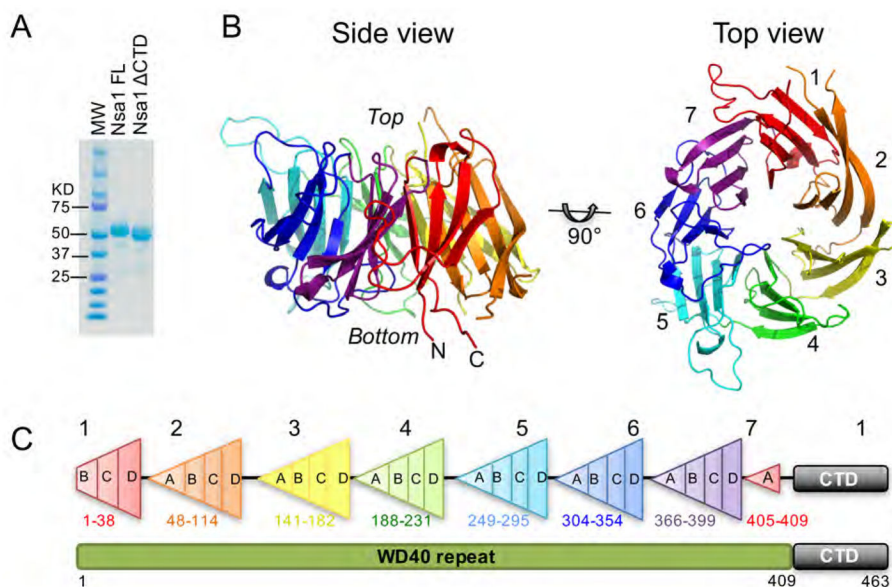 A
MW
Nsa1 FL
Nsa1 ΔCTD
KD
75
50
37
25
B
Side view
Top
Bottom
N
C
90°
Top view
1
2
3
4
5
6
7
C
1 2 3 4 5 6 7 1
B C D A B C D A B C D A B C D A B C D A B C D A B C D A CTD
1-38 48-114 141-182 188-231 249-295 304-354 366-399 405-409
WD40 repeat CTD
1 409 463